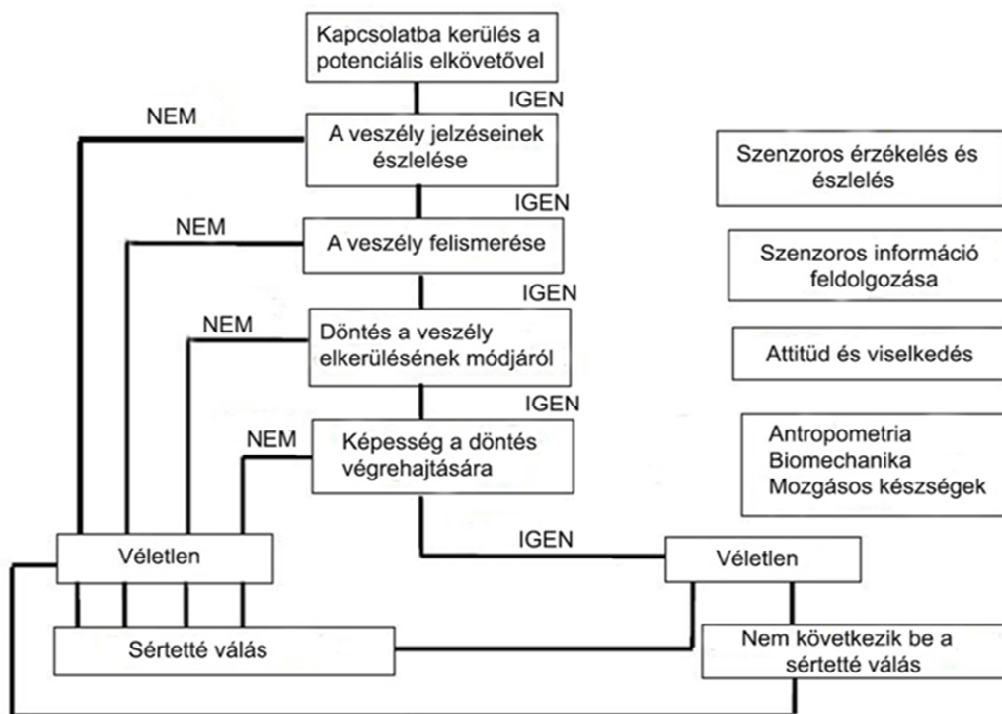 Kapcsolatba kerülés a
potenciális elkövetővel
IGEN
NEM
A veszély jelzéseinek
észlelése
Szenzoros érzékelés és
észlelés
IGEN
NEM
A veszély felismerése
Szenzoros információ
feldolgozása
IGEN
NEM
Döntés a veszély
elkerülésének módjáról
Attitüd és viselkedés
IGEN
NEM
Képesség a döntés
végrehajtására
Antropometria
Biomechanika
Mozgásos készségek
IGEN
Véletlen
Véletlen
Sértetté válás
Nem következik be a
sértetté válás